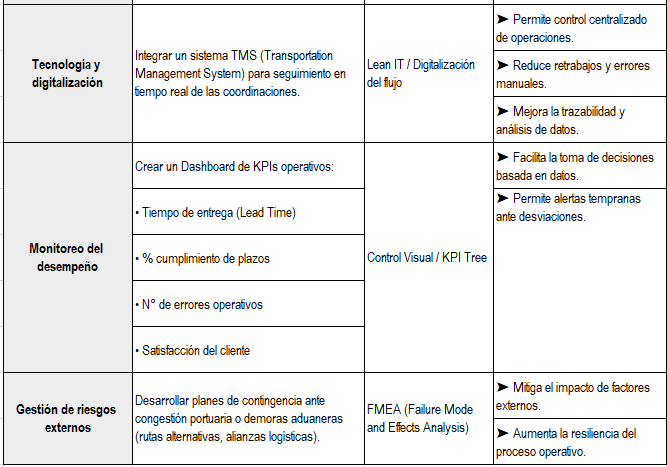 Tecnología y
digitalización
Integrar un sistema TMS (Transportation
Management System) para seguimiento en
tiempo real de las coordinaciones.
Lean IT / Digitalización
del flujo
➤ Permite control centralizado
de operaciones.
➤ Reduce retrabajos y errores
manuales.
➤ Mejora la trazabilidad y
análisis de datos.
Monitoreo del
desempeño
Crear un Dashboard de KPIs operativos:
• Tiempo de entrega (Lead Time)
• % cumplimiento de plazos
• N° de errores operativos
• Satisfacción del cliente
Control Visual / KPI Tree
➤ Facilita la toma de decisiones
basada en datos.
➤ Permite alertas tempranas
ante desviaciones.
Gestión de riesgos
externos
Desarrollar planes de contingencia ante
congestión portuaria o demoras aduaneras
(rutas alternativas, alianzas logísticas).
FMEA (Failure Mode
and Effects Analysis)
➤ Mitiga el impacto de factores
externos.
➤ Aumenta la resiliencia del
proceso operativo.